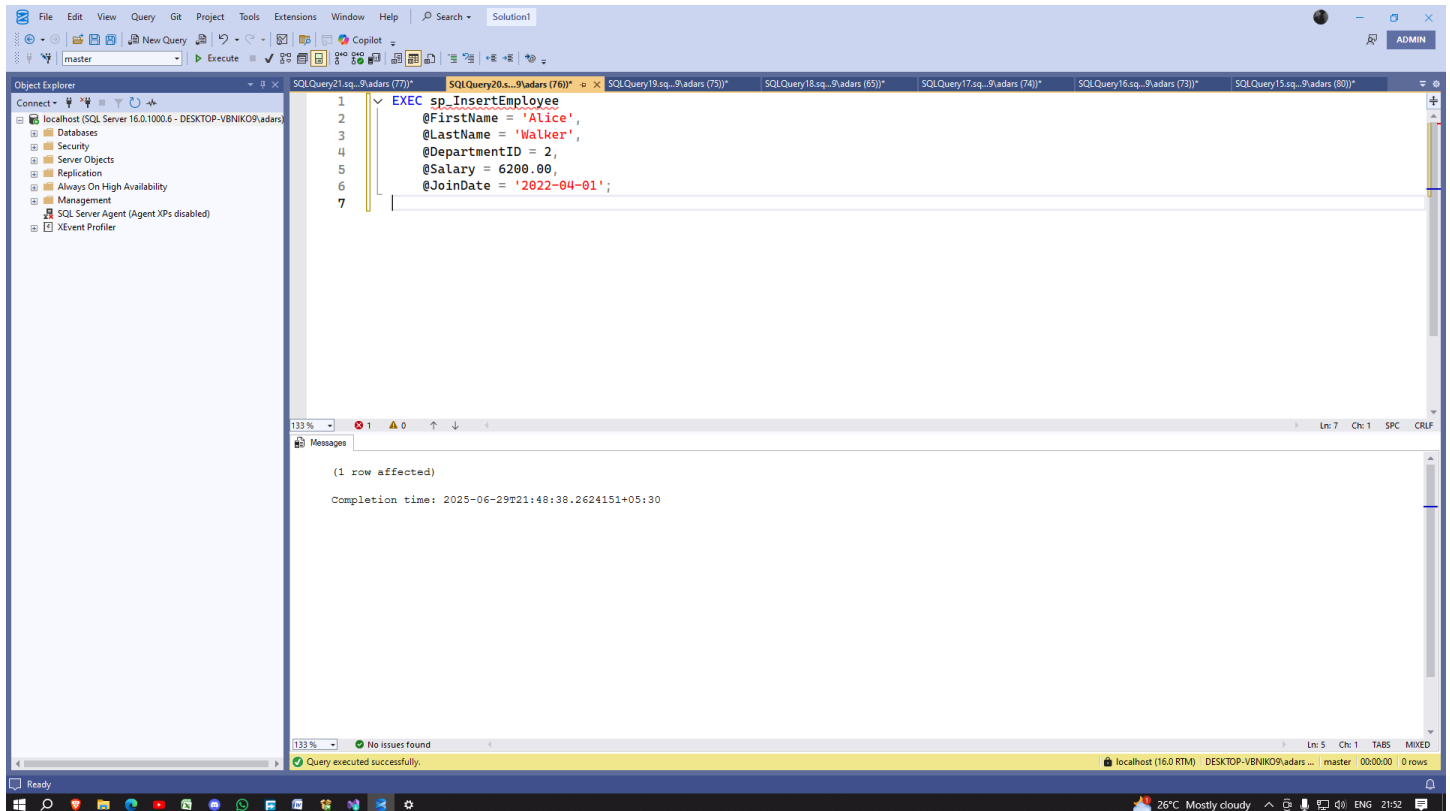 File Edit View Query Git Project Tools Extensions Window Help Search Solution1
New Query Copilot ADMIN
master Execute
Object Explorer
Connect
localhost (SQL Server 16.0.1000.6 - DESKTOP-VBNIKO9\adars)
Databases
Security
Server Objects
Replication
Always On High Availability
Management
SQL Server Agent (Agent XPs disabled)
XEvent Profiler
SQLQuery21.sq...9\adars (77))* SQLQuery20.s...9\adars (76))* SQLQuery19.sq...9\adars (75))* SQLQuery18.sq...9\adars (65))* SQLQuery17.sq...9\adars (74))* SQLQuery16.sq...9\adars (73))* SQLQuery15.sq...9\adars (80))*
1 EXEC sp_InsertEmployee
2 @FirstName = 'Alice',
3 @LastName = 'Walker',
4 @DepartmentID = 2,
5 @Salary = 6200.00,
6 @JoinDate = '2022-04-01';
7
133 % 1 0 Ln: 7 Ch: 1 SPC CRLF
Messages
(1 row affected)
Completion time: 2025-06-29T21:48:38.2624151+05:30
133 % No issues found Ln: 5 Ch: 1 TABS MIXED
Query executed successfully. localhost (16.0 RTM) DESKTOP-VBNIKO9\adars ... master 00:00:00 0 rows
Ready
26°C Mostly cloudy ENG 21:52